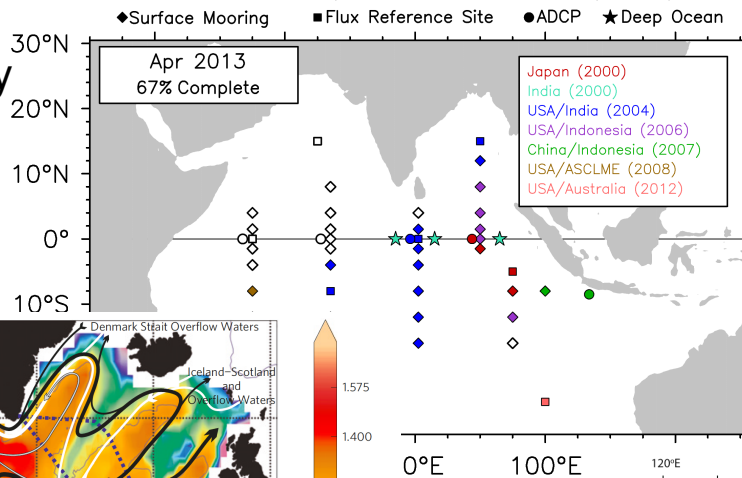 Surface Mooring Flux Reference Site ADCP Deep Ocean
30°N
Apr 2013
67% Complete
y
Japan (2000)
India (2000)
USA/India (2004)
USA/Indonesia (2006)
China/Indonesia (2007)
USA/ASCLME (2008)
USA/Australia (2012)
20°N
10°N
0°
10°S
Denmark Strait Overflow Waters
Iceland–Scotland
and
Overflow Waters
1.575
1.400
0°E
100°E
120°E